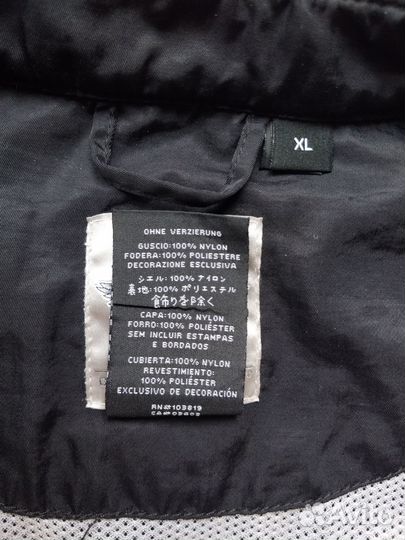 XL
OHNE VERZIERUNG
GUSCIO:100% NYLON
FODERA:100% POLIESTERE
DECORAZIONE ESCLUSIVA
シェル:100% ナイロン
裏地:100% ポリエステル
飾りを除く
CAPA:100% NYLON
FORRO:100% POLIÉSTER
SEM INCLUIR ESTAMPAS
E BORDADOS
CUBIERTA:100% NYLON
REVESTIMIENTO:
100% POLIÉSTER
EXCLUSIVO DE DECORACIÓN
RN#103819
Avito